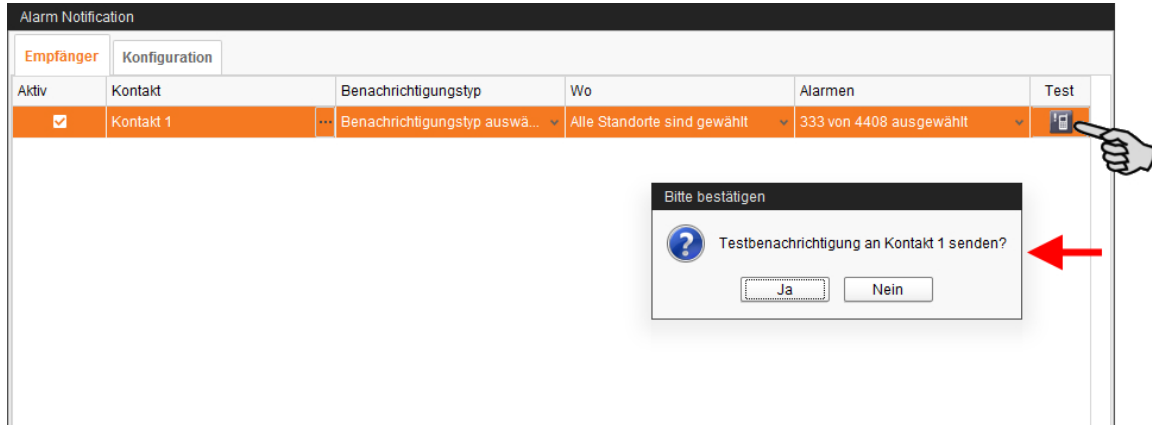 Alarm Notification
Empfänger Konfiguration
Aktiv Kontakt Benachrichtigungstyp Wo Alarmen Test
Kontakt 1 ... Benachrichtigungstyp auswä... Alle Standorte sind gewählt 333 von 4408 ausgewählt
Bitte bestätigen
Testbenachrichtigung an Kontakt 1 senden?
Ja Nein